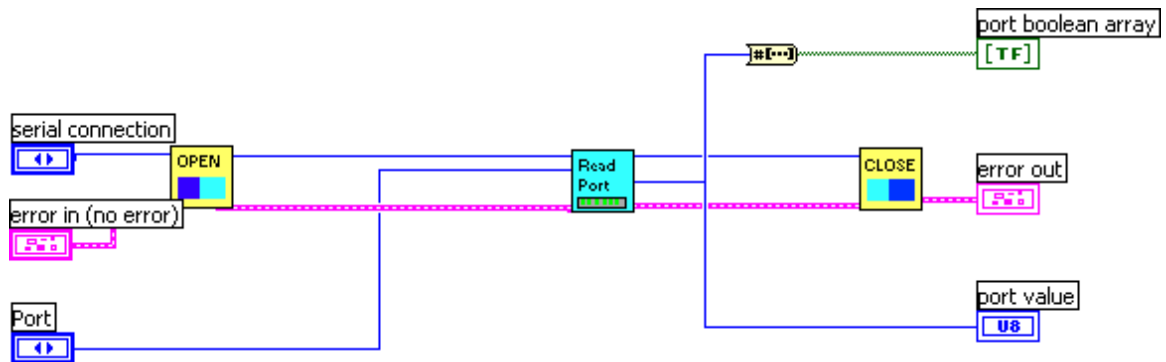 port boolean array
#[···]
[TF]
serial connection
OPEN
Read
Port
CLOSE
error out
error in (no error)
Port
port value
U8